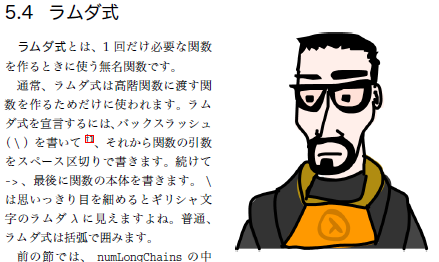 5.4 ラムダ式
ラムダ式とは、1 回だけ必要な関数
を作るときに使う無名関数です。
通常、ラムダ式は高階関数に渡す関
数を作るためだけに使われます。ラム
ダ式を宣言するには、バックスラッシュ
( \ ) を書いて、それから関数の引数
をスペース区切りで書きます。続けて
-> 、最後に関数の本体を書きます。 \
は思いっきり目を細めるとギリシャ文
字のラムダ λ に見えますよね。普通、
ラムダ式は括弧で囲みます。
前の節では、 numLongChains の中